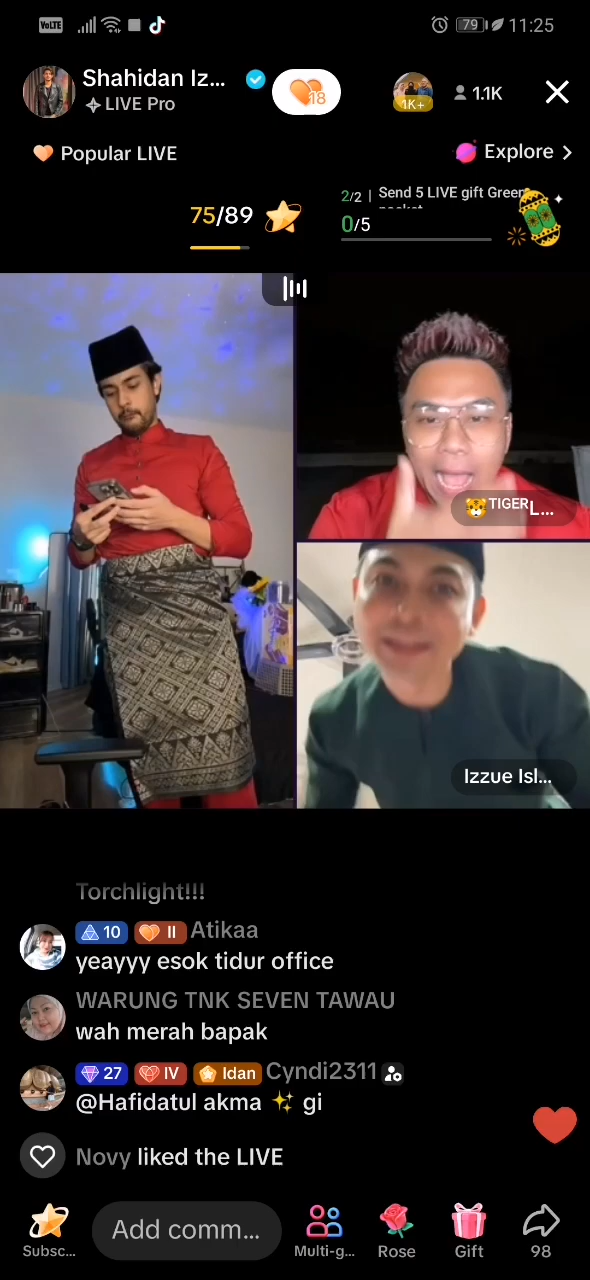 VoLTE
79
11:25
Shahidan Iz...
LIVE Pro
18
1K+
1.1K
Popular LIVE
Explore
75/89
2/2 | Send 5 LIVE gift Green
0/5
TIGER L...
Izzue Isl...
Torchlight!!!
10 II Atikaa
yeayyy esok tidur office
WARUNG TNK SEVEN TAWAU
wah merah bapak
27 IV Idan Cyndi2311
@Hafidatul akma ✨ gi
Novy liked the LIVE
Add comm...
Subsc...
Multi-g...
Rose
Gift
98